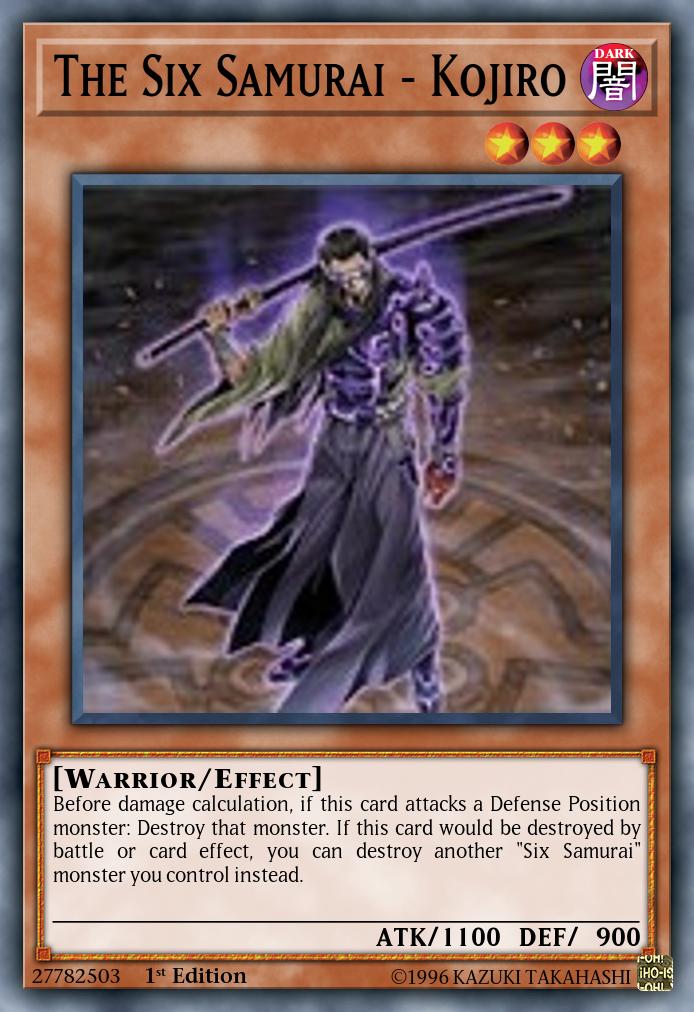 The Six Samurai - Kojiro
DARK
闇
[Warrior/Effect]
Before damage calculation, if this card attacks a Defense Position
monster: Destroy that monster. If this card would be destroyed by
battle or card effect, you can destroy another "Six Samurai"
monster you control instead.
ATK/1100 DEF/ 900
27782503 1st Edition ©1996 KAZUKI TAKAHASHI